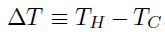 ΔT ≡ T_H − T_C